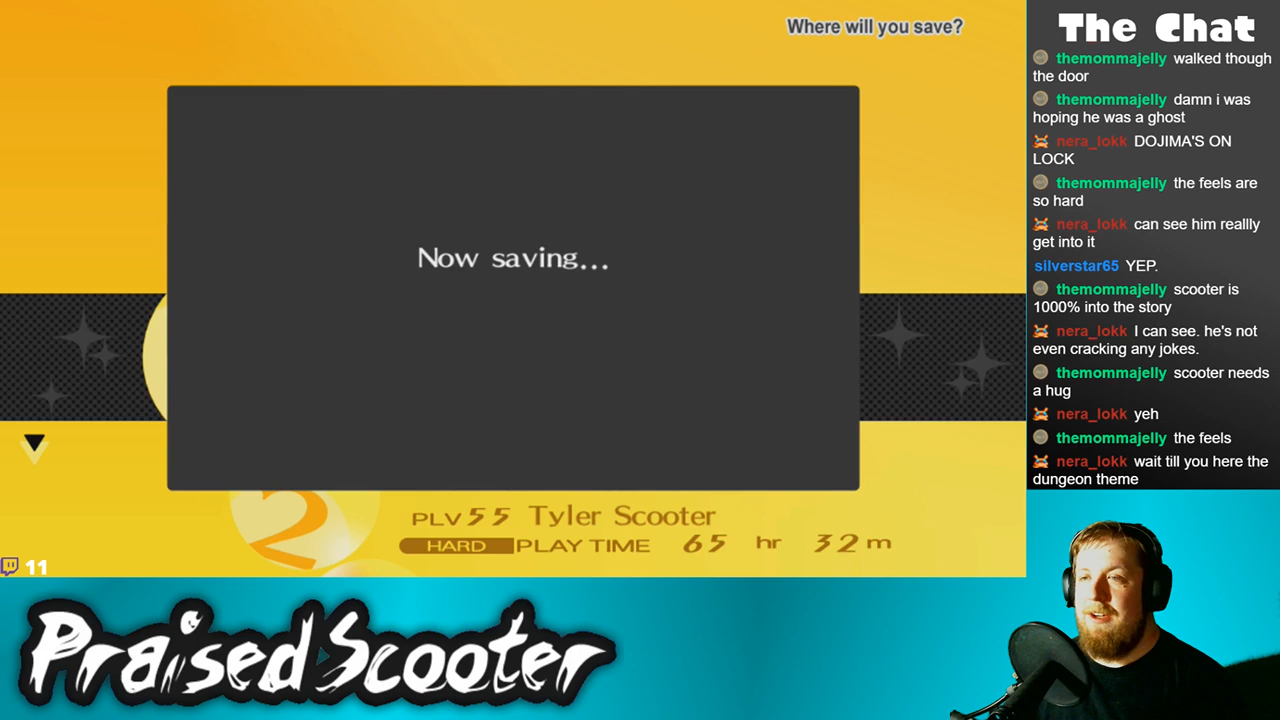 Where will you save?
Now saving...
2
PLV 55 Tyler Scooter
HARD PLAY TIME 65 hr 32 m
11
PraisedScooter
The Chat
themommajelly walked though
the door
themommajelly damn i was
hoping he was a ghost
nera_lokk DOJIMA'S ON
LOCK
themommajelly the feels are
so hard
nera_lokk can see him reallly
get into it
silverstar65 YEP.
themommajelly scooter is
1000% into the story
nera_lokk I can see. he's not
even cracking any jokes.
themommajelly scooter needs
a hug
nera_lokk yeh
themommajelly the feels
nera_lokk wait till you here the
dungeon theme